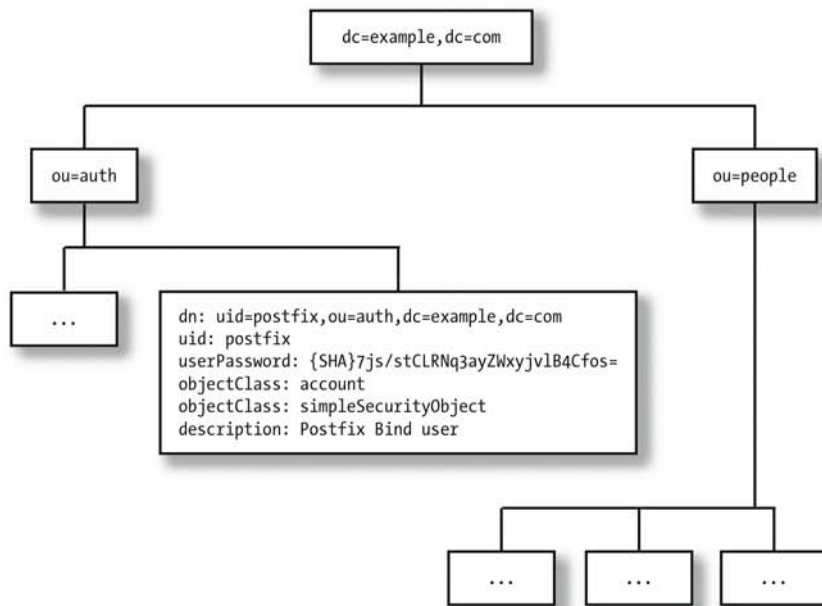 dc=example,dc=com
ou=auth
ou=people
...
dn: uid=postfix,ou=auth,dc=example,dc=com
uid: postfix
userPassword: {SHA}7js/stCLRNq3ayZWxyjvlB4Cfos=
objectClass: account
objectClass: simpleSecurityObject
description: Postfix Bind user
...
...
...